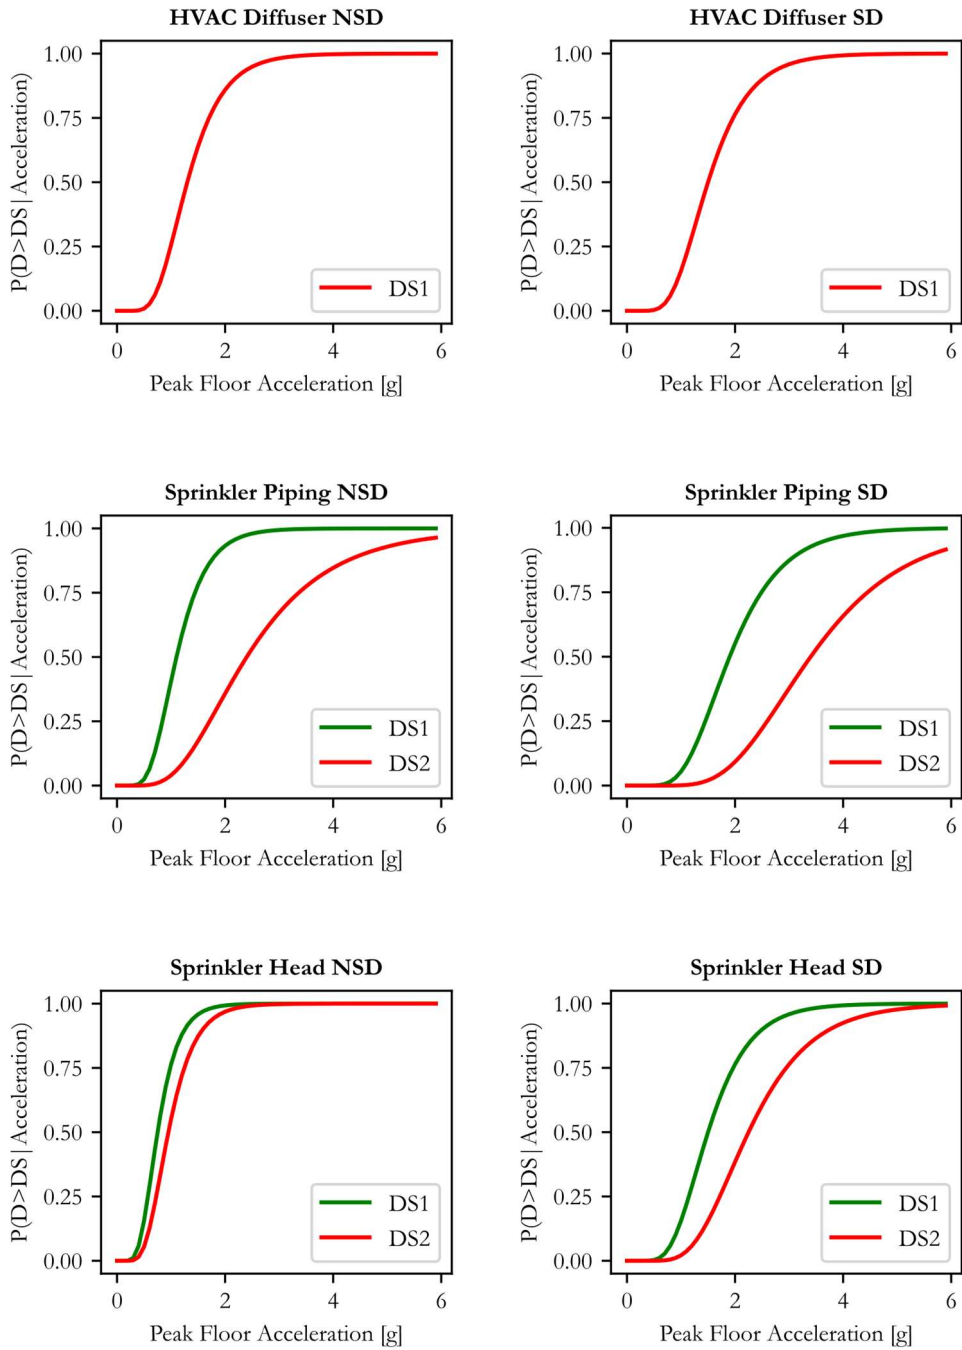 HVAC Diffuser NSD
P(D>DS|Acceleration)
1.00
0.75
0.50
0.25
0.00
DS1
0 2 4 6
Peak Floor Acceleration [g]
HVAC Diffuser SD
P(D>DS|Acceleration)
1.00
0.75
0.50
0.25
0.00
DS1
0 2 4 6
Peak Floor Acceleration [g]
Sprinkler Piping NSD
P(D>DS|Acceleration)
1.00
0.75
0.50
0.25
0.00
DS1
DS2
0 2 4 6
Peak Floor Acceleration [g]
Sprinkler Piping SD
P(D>DS|Acceleration)
1.00
0.75
0.50
0.25
0.00
DS1
DS2
0 2 4 6
Peak Floor Acceleration [g]
Sprinkler Head NSD
P(D>DS|Acceleration)
1.00
0.75
0.50
0.25
0.00
DS1
DS2
0 2 4 6
Peak Floor Acceleration [g]
Sprinkler Head SD
P(D>DS|Acceleration)
1.00
0.75
0.50
0.25
0.00
DS1
DS2
0 2 4 6
Peak Floor Acceleration [g]